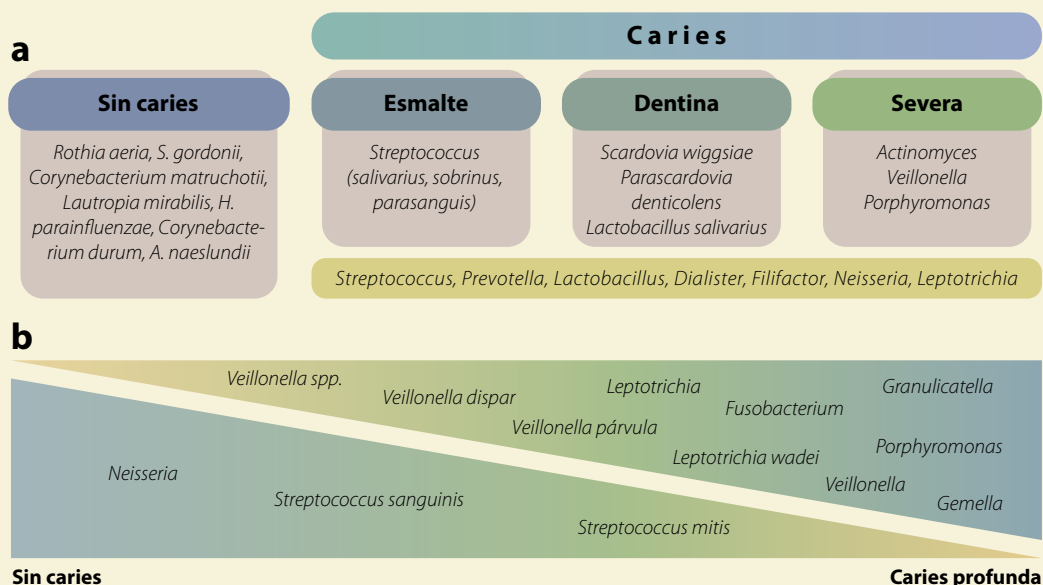 a
Caries
Sin caries
Rothia aeria, S. gordonii,
Corynebacterium matruchotii,
Lautropia mirabilis, H.
parainfluenzae, Corynebacte-
rium durum, A. naeslundii
Esmalte
Streptococcus
(salivarius, sobrinus,
parasanguis)
Dentina
Scardovia wiggsiae
Parascardovia
denticolens
Lactobacillus salivarius
Severa
Actinomyces
Veillonella
Porphyromonas
Streptococcus, Prevotella, Lactobacillus, Dialister, Filifactor, Neisseria, Leptotrichia
b
Veillonella spp.
Veillonella dispar
Leptotrichia
Granulicatella
Fusobacterium
Veillonella párvula
Porphyromonas
Leptotrichia wadei
Veillonella
Gemella
Neisseria
Streptococcus sanguinis
Streptococcus mitis
Sin caries
Caries profunda